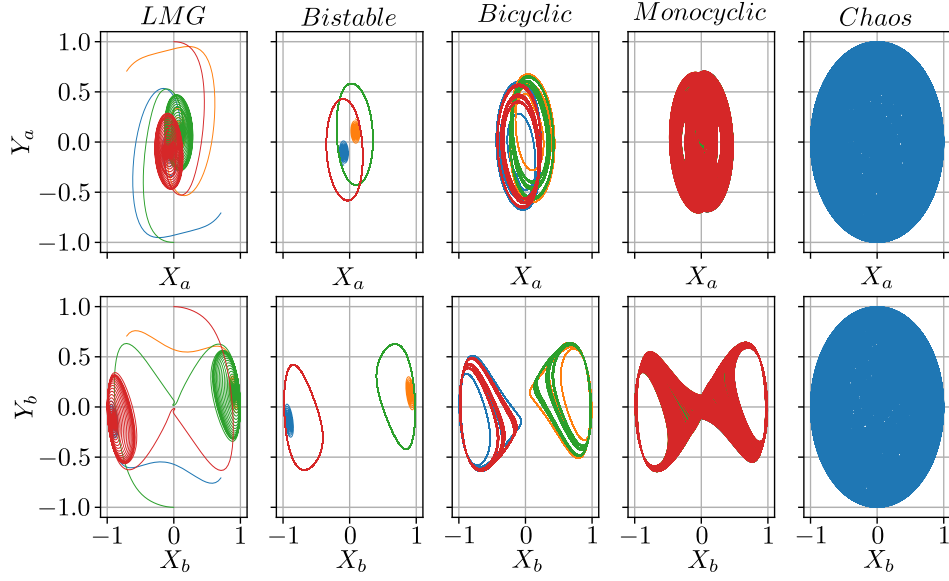 LMG Bistable Bicyclic Monocyclic Chaos
1.0
0.5
Y_a 0.0
−0.5
−1.0
X_a X_a X_a X_a X_a
1.0
0.5
Y_b 0.0
−0.5
−1.0
−1 0 1 −1 0 1 −1 0 1 −1 0 1 −1 0 1
X_b X_b X_b X_b X_b